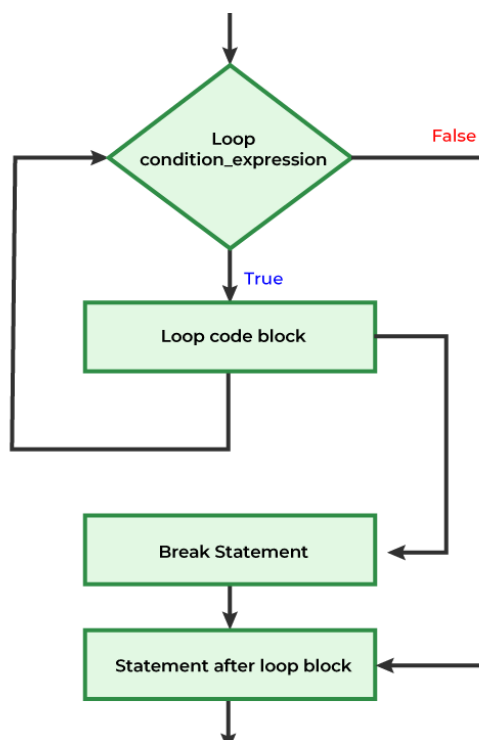 Loop
condition_expression
False
True
Loop code block
Break Statement
Statement after loop block